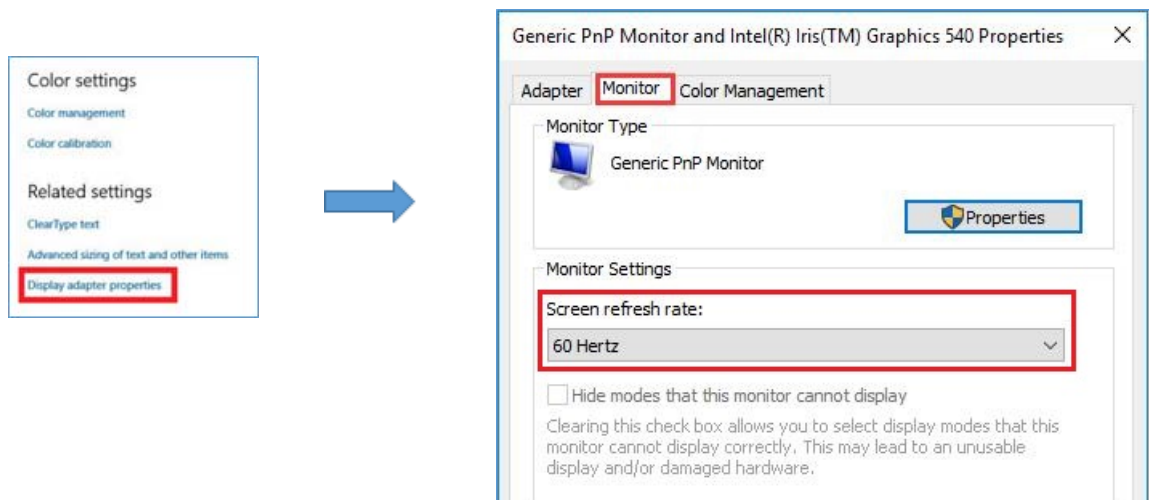 Color settings
Color management
Color calibration
Related settings
ClearType text
Advanced sizing of text and other items
Display adapter properties
Generic PnP Monitor and Intel(R) Iris(TM) Graphics 540 Properties
Adapter Monitor Color Management
Monitor Type
Generic PnP Monitor
Properties
Monitor Settings
Screen refresh rate:
60 Hertz
Hide modes that this monitor cannot display
Clearing this check box allows you to select display modes that this
monitor cannot display correctly. This may lead to an unusable
display and/or damaged hardware.